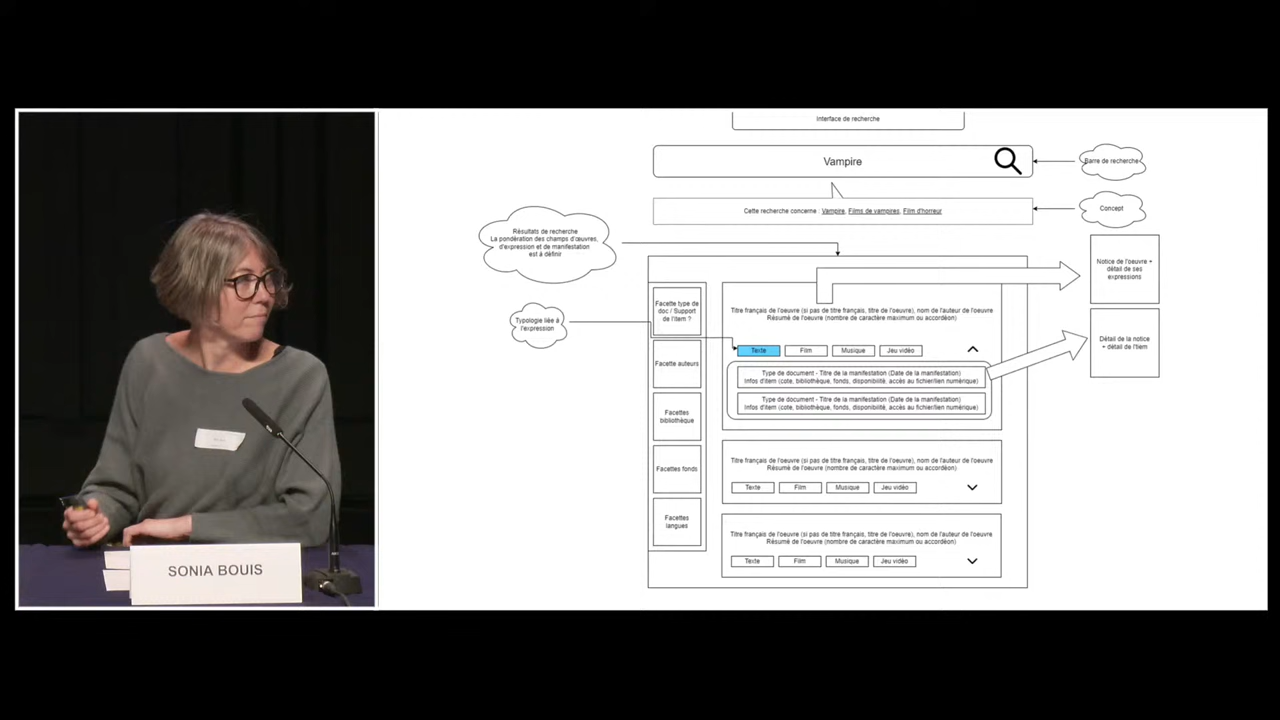 SONIA BOUIS
Interface de recherche
Vampire
Barre de recherche
Cette recherche concerne : Vampire, Films de vampires, Film d'horreur
Concept
Résultats de recherche
La pondération des champs d'œuvres,
d'expression et de manifestation
est à définir
Typologie liée à
l'expression
Facette type de
doc / Support
de l'item ?
Facette auteurs
Facettes
bibliothèque
Facettes fonds
Facettes
langues
Titre français de l'oeuvre (si pas de titre français, titre de l'oeuvre), nom de l'auteur de l'oeuvre
Résumé de l'oeuvre (nombre de caractère maximum ou accordéon)
Texte
Film
Musique
Jeu vidéo
Type de document - Titre de la manifestation (Date de la manifestation)
Infos d'item (cote, bibliothèque, fonds, disponibilité, accès au fichier/lien numérique)
Type de document - Titre de la manifestation (Date de la manifestation)
Infos d'item (cote, bibliothèque, fonds, disponibilité, accès au fichier/lien numérique)
Titre français de l'oeuvre (si pas de titre français, titre de l'oeuvre), nom de l'auteur de l'oeuvre
Résumé de l'oeuvre (nombre de caractère maximum ou accordéon)
Texte
Film
Musique
Jeu vidéo
Titre français de l'oeuvre (si pas de titre français, titre de l'oeuvre), nom de l'auteur de l'oeuvre
Résumé de l'oeuvre (nombre de caractère maximum ou accordéon)
Texte
Film
Musique
Jeu vidéo
Notice de l'oeuvre +
détail de ses
expressions
Détail de la notice
+ détail de l'tiem